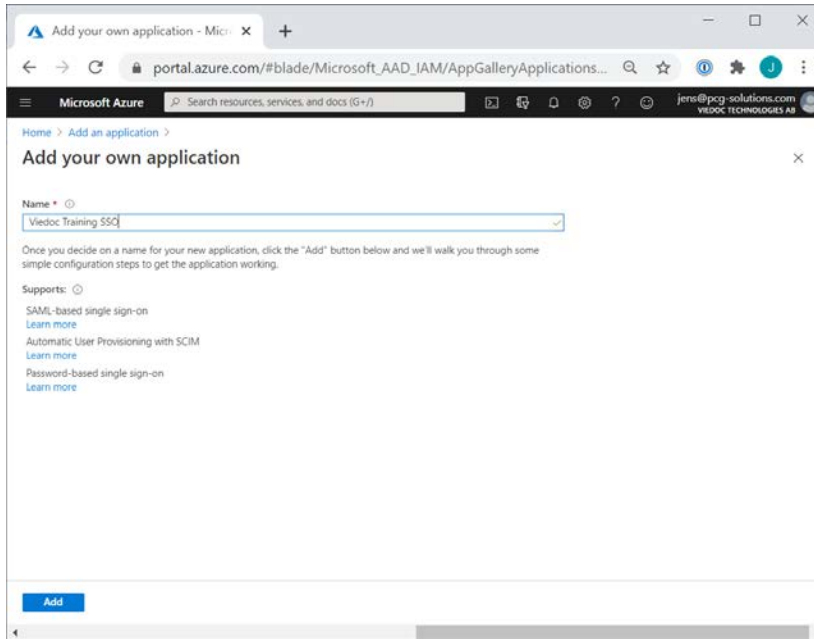 Add your own application - Micr
portal.azure.com/#blade/Microsoft_AAD_IAM/AppGalleryApplications...
J
Microsoft Azure
Search resources, services, and docs (G+/)
jens@pcg-solutions.com
VIEDOC TECHNOLOGIES AB
Home > Add an application >
Add your own application
Name *
Viedoc Training SSO
Once you decide on a name for your new application, click the "Add" button below and we'll walk you through some
simple configuration steps to get the application working.
Supports:
SAML-based single sign-on
Learn more
Automatic User Provisioning with SCIM
Learn more
Password-based single sign-on
Learn more
Add